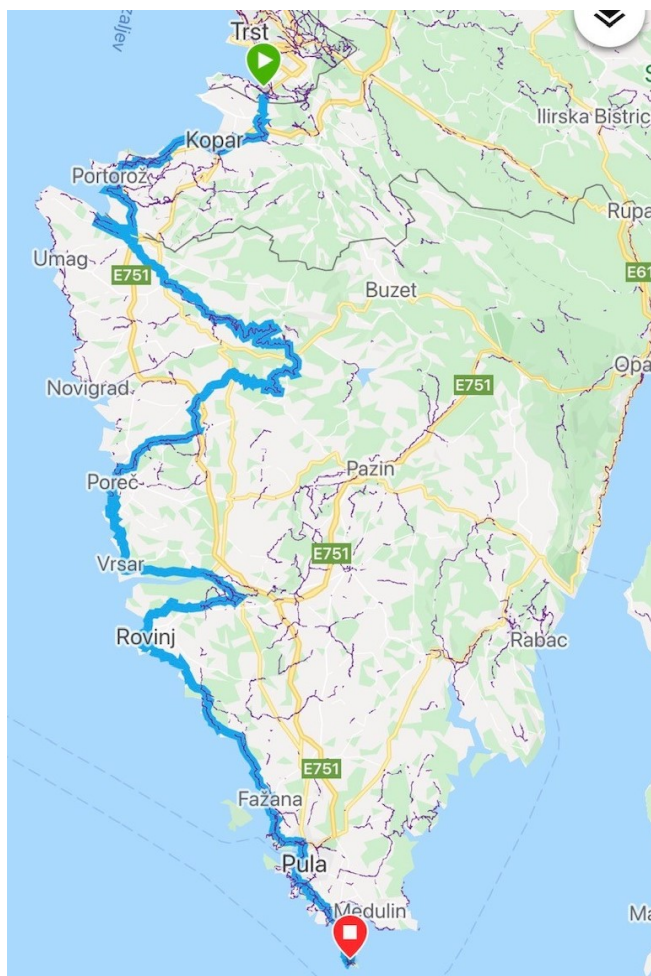 zaljev
Trst
S
Ilirska Bistric
Kopar
Portorož
Rupa
Umag
E751
E61
Buzet
Opa
Novigrad
E751
Pazin
Poreč
Vrsar
E751
Rovinj
Rabac
E751
Fažana
Pula
Medulin
Ma